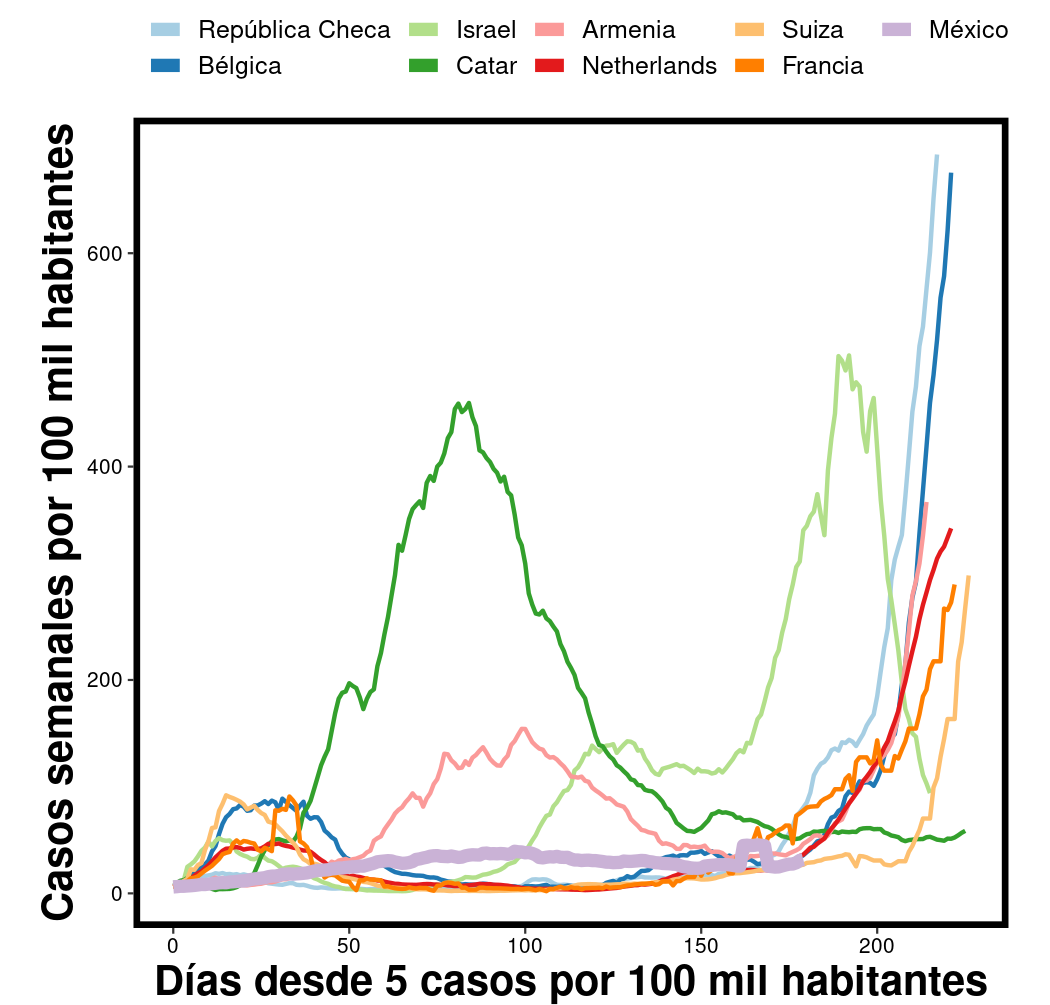 República Checa Israel Armenia Suiza México
Bélgica Catar Netherlands Francia
Casos semanales por 100 mil habitantes
600
400
200
0
0 50 100 150 200
Días desde 5 casos por 100 mil habitantes